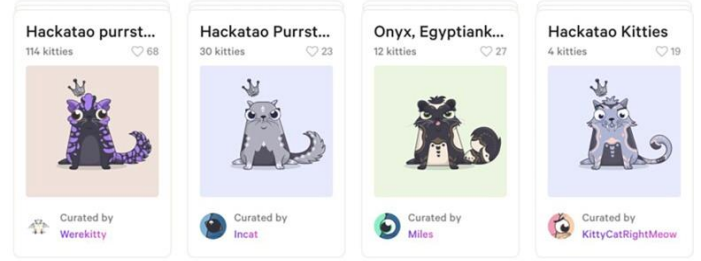 Hackatao purrst...
114 kitties 68
Curated by
Werekitty
Hackatao Purrst...
30 kitties 23
Curated by
Incat
Onyx, Egyptiank...
12 kitties 27
Curated by
Miles
Hackatao Kitties
4 kitties 19
Curated by
KittyCatRightMeow